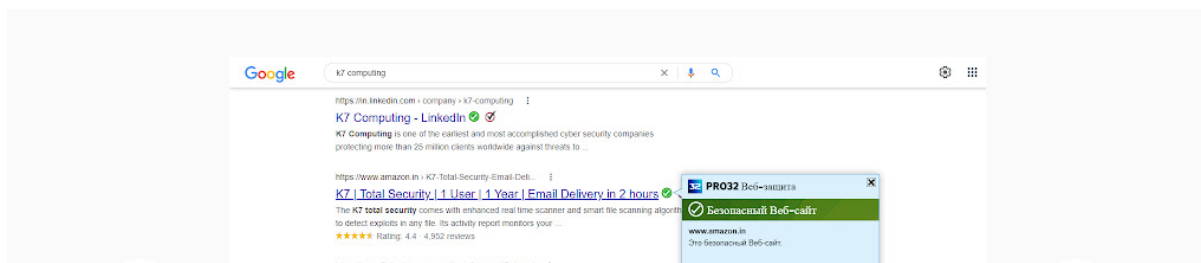 Google
k7 computing
https://in.linkedin.com › company › k7-computing
K7 Computing - LinkedIn
K7 Computing is one of the earliest and most accomplished cyber security companies
protecting more than 25 million clients worldwide against threats to ...
https://www.amazon.in › K7-Total-Security-Email-Deli...
K7 | Total Security | 1 User | 1 Year | Email Delivery in 2 hours
The K7 total security comes with enhanced real time scanner and smart file scanning algorith
to detect exploits in any file. Its activity report monitors your ...
Rating: 4.4 · 4,952 reviews
32 PRO32 Веб-защита
Безопасный Веб-сайт
www.amazon.in
Это безопасный Веб-сайт.